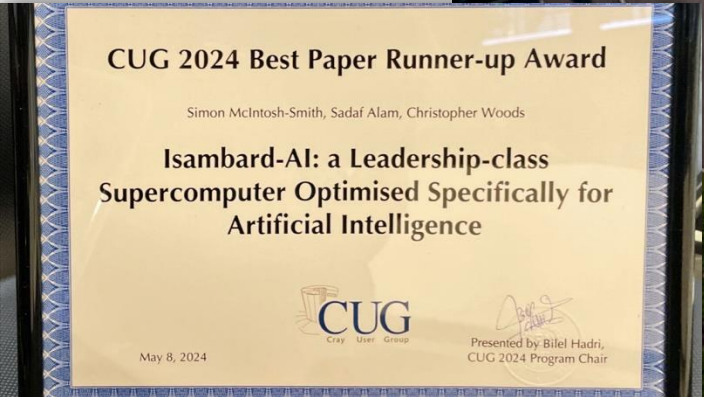 CUG 2024 Best Paper Runner-up Award
Simon McIntosh-Smith, Sadaf Alam, Christopher Woods
Isambard-AI: a Leadership-class
Supercomputer Optimised Specifically for
Artificial Intelligence
CUG
Cray User Group
May 8, 2024
Presented by Bilel Hadri,
CUG 2024 Program Chair